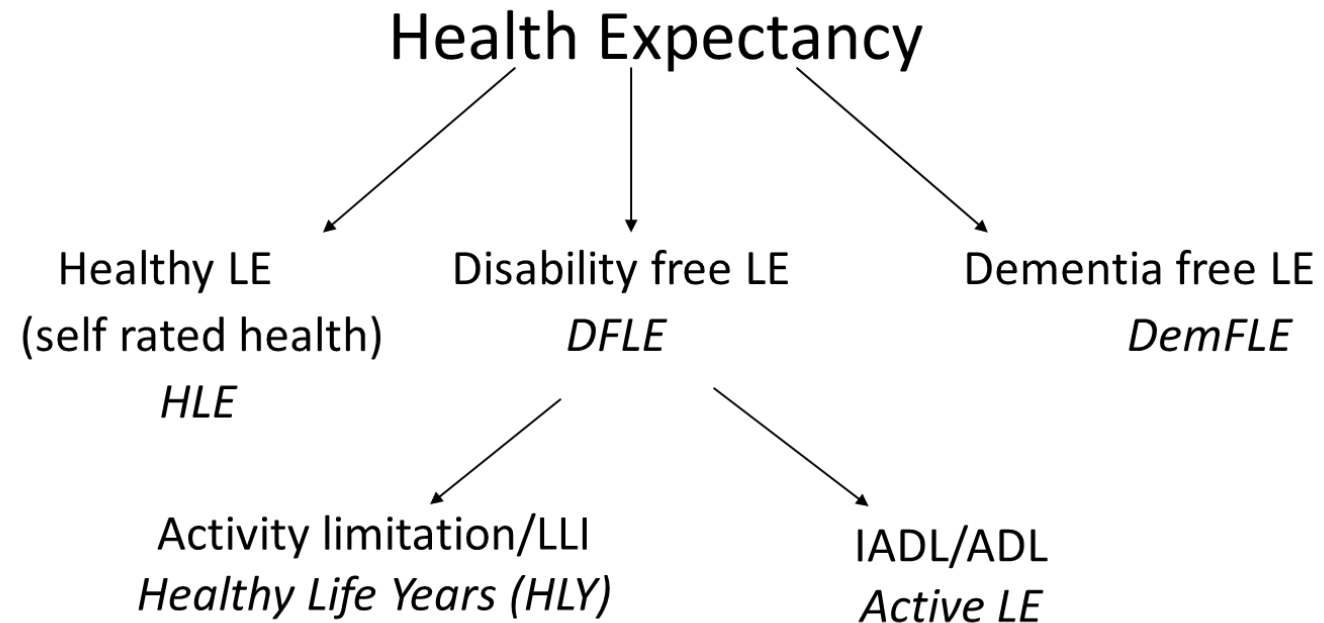 Health Expectancy
Healthy LE
(self rated health)
HLE
Disability free LE
DFLE
Dementia free LE
DemFLE
Activity limitation/LLI
Healthy Life Years (HLY)
IADL/ADL
Active LE